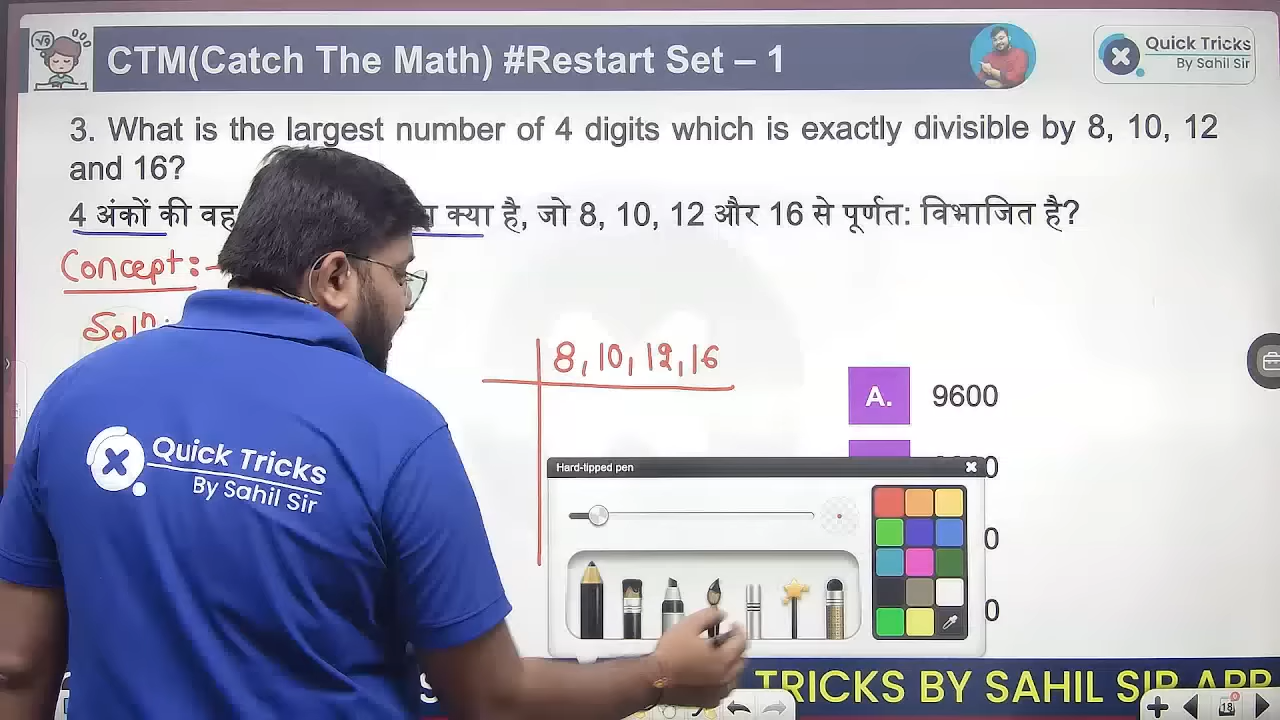 CTM(Catch The Math) #Restart Set – 1
Quick Tricks
By Sahil Sir
3. What is the largest number of 4 digits which is exactly divisible by 8, 10, 12
and 16?
4 अंकों की वह क्या है, जो 8, 10, 12 और 16 से पूर्णत: विभाजित है?
Concept:-
Soln:
8, 10, 12, 16
A. 9600
Hard-tipped pen
0
0
0
Quick Tricks
By Sahil Sir
TRICKS BY SAHIL SIR APP
18